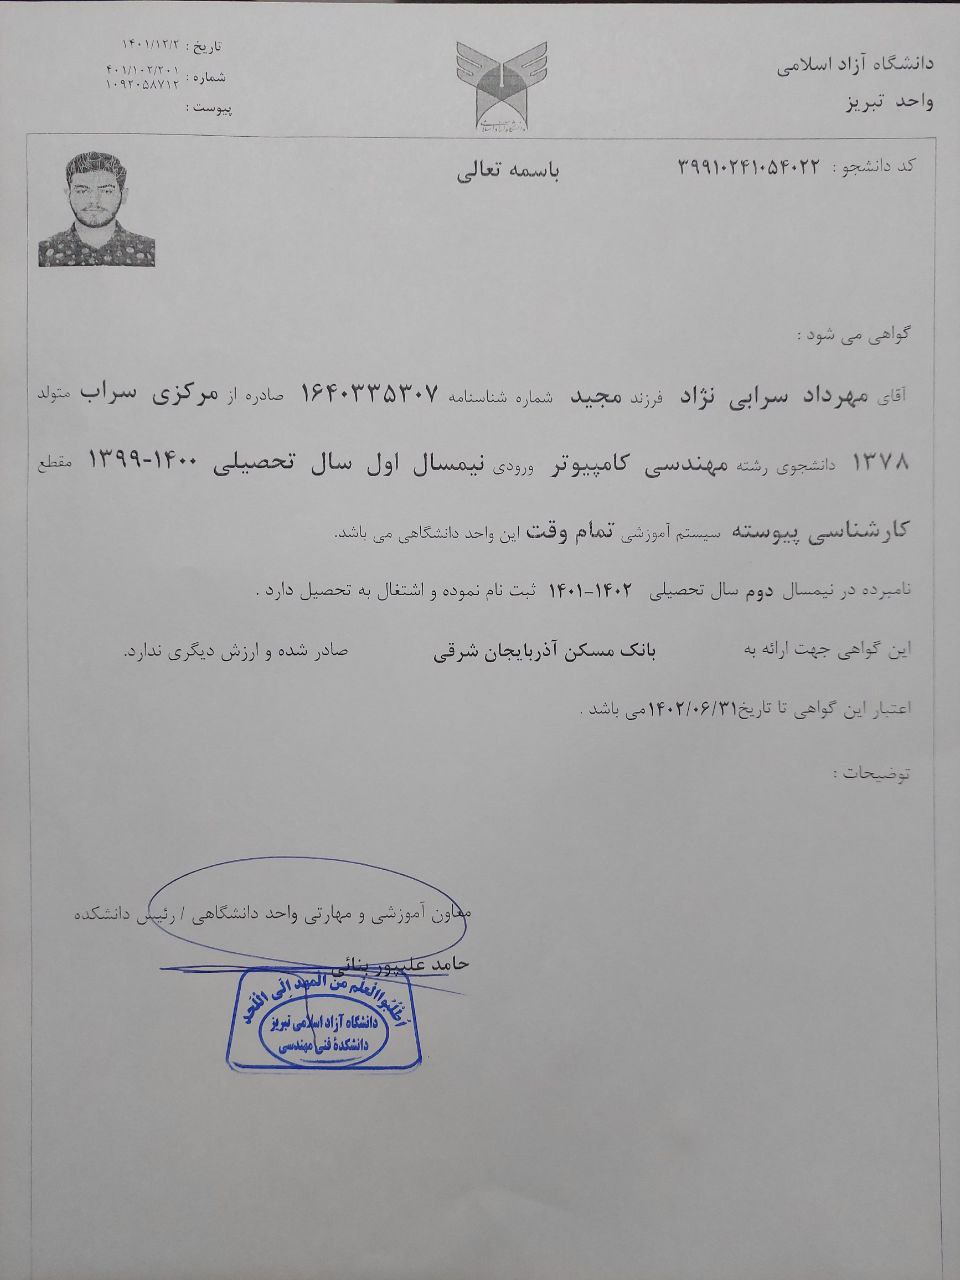 دانشگاه آزاد اسلامی
واحد تبریز
تاریخ : ۱۴۰۱/۱۲/۲
شماره : ۴۰۱/۱۰۲/۲۰۱
۱۰۹۲۰۵۸۷۱۲
پیوست :
کد دانشجو : ۳۹۹۱۰۲۴۱۰۵۴۰۲۲
باسمه تعالی
گواهی می شود :
آقای مهرداد سرابی نژاد فرزند مجید شماره شناسنامه ۱۶۴۰۳۳۵۳۰۷ صادره از مرکزی سراب متولد
۱۳۷۸ دانشجوی رشته مهندسی کامپیوتر ورودی نیمسال اول سال تحصیلی ۱۴۰۰-۱۳۹۹ مقطع
کارشناسی پیوسته سیستم آموزشی تمام وقت این واحد دانشگاهی می باشد.
نامبرده در نیمسال دوم سال تحصیلی ۱۴۰۲-۱۴۰۱ ثبت نام نموده و اشتغال به تحصیل دارد .
این گواهی جهت ارائه به بانک مسکن آذربایجان شرقی صادر شده و ارزش دیگری ندارد.
اعتبار این گواهی تا تاریخ۱۴۰۲/۰۶/۳۱می باشد .
توضیحات :
معاون آموزشی و مهارتی واحد دانشگاهی / رئیس دانشکده
حامد علیپور بنائی
اُطْلُبُوا الْعِلْمَ مِنَ الْمَهْدِ اِلَی اللَّحَد
دانشگاه آزاد اسلامی تبریز
دانشکدهٔ فنی مهندسی